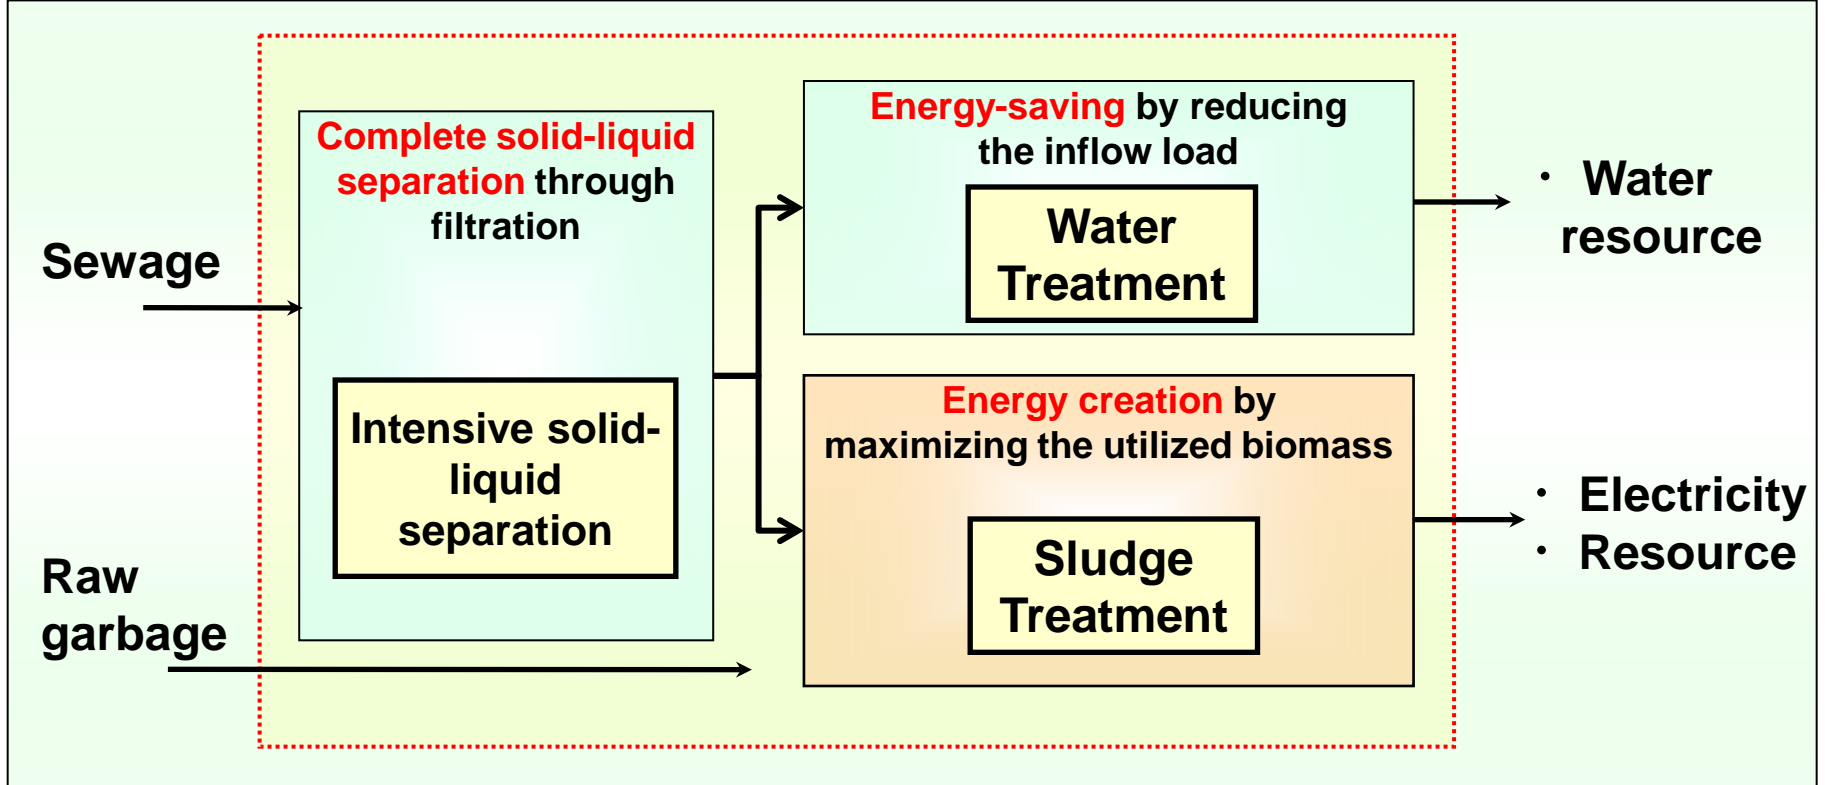 Sewage
Raw
garbage
Complete solid-liquid
separation through
filtration
Intensive solid-
liquid
separation
Energy-saving by reducing
the inflow load
Water
Treatment
Energy creation by
maximizing the utilized biomass
Sludge
Treatment
・ Water
resource
・ Electricity
・ Resource